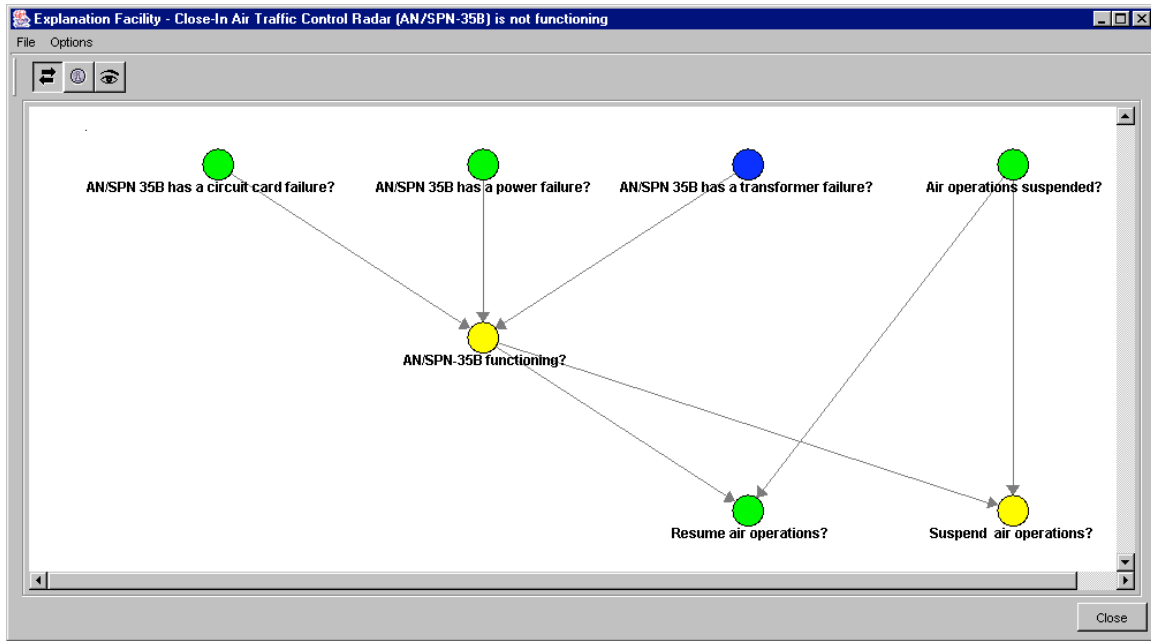 Explanation Facility - Close-In Air Traffic Control Radar (AN/SPN-35B) is not functioning
File Options
AN/SPN 35B has a circuit card failure? AN/SPN 35B has a power failure? AN/SPN 35B has a transformer failure? Air operations suspended?
AN/SPN-35B functioning?
Resume air operations? Suspend air operations?
Close